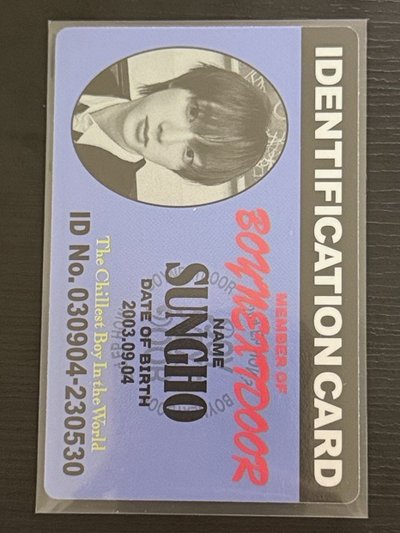 IDENTIFICATION CARD
MEMBER OF
BOYNEXTDOOR
NAME
SUNGHO
DATE OF BIRTH
2003.09.04
The Chillest Boy In the World
ID No. 030904-230530